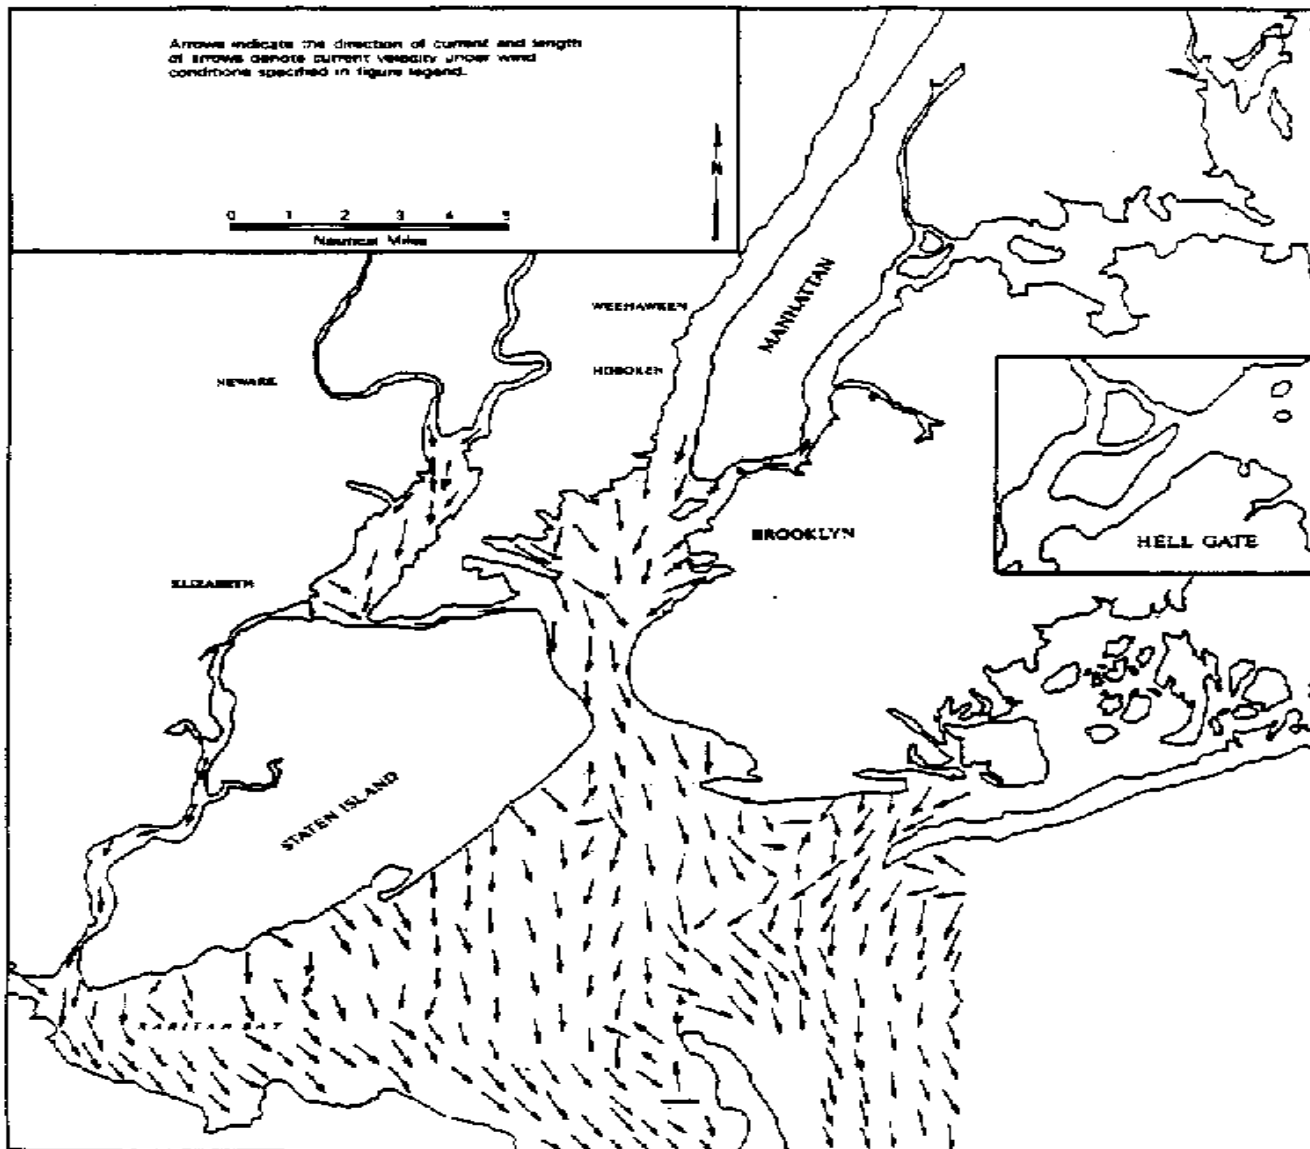 Arrows indicate the direction of current and length
of arrows denote current velocity under wind
conditions specified in figure legend.
N
0 1 2 3 4 5
Nautical Miles
WEEHAWKEN
MANHATTAN
NEWARK
HOBOKEN
BROOKLYN
HELL GATE
ELIZABETH
STATEN ISLAND
RARITAN BAY